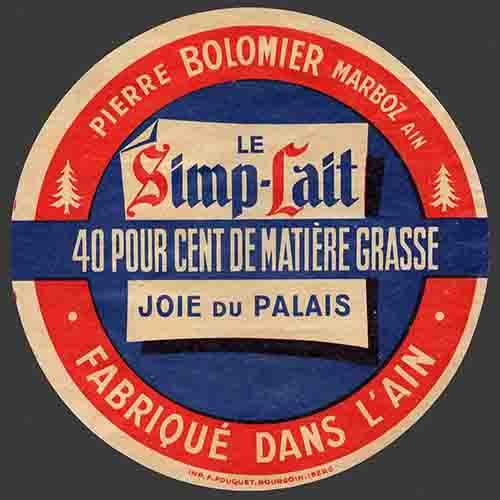 PIERRE BOLOMIER MARBOZ AIN
LE
Simp-Lait
40 POUR CENT DE MATIÈRE GRASSE
JOIE DU PALAIS
• FABRIQUÉ DANS L'AIN •
IMP. A. FOUQUET, BOURGOIN-ISÈRE